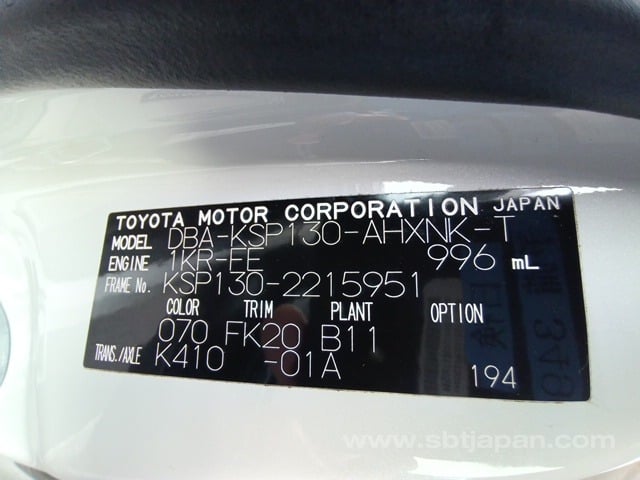 TOYOTA MOTOR CORPORATION JAPAN
MODEL DBA-KSP130-AHXNK-T
ENGINE 1KR-FE 996 mL
FRAME No. KSP130-2215951
COLOR TRIM PLANT OPTION
070 FK20 B11
TRANS./AXLE K410 -01A
194
www.sbtjapan.com